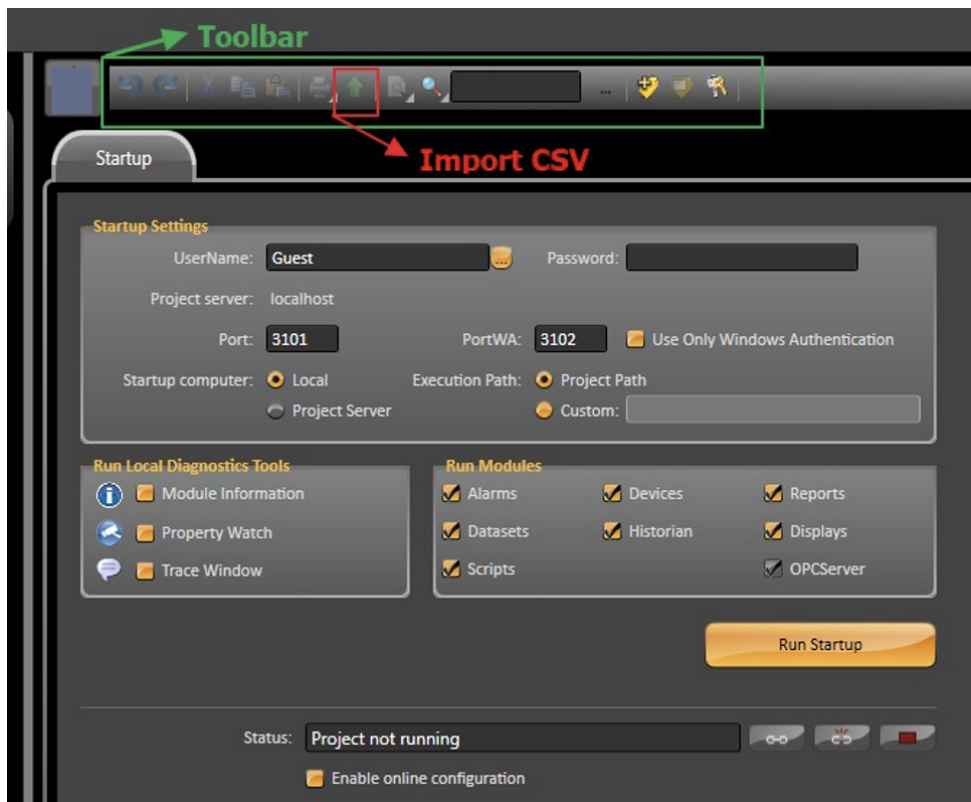 Toolbar
...
Import CSV
Startup
Startup Settings
UserName: Guest ... Password:
Project server: localhost
Port: 3101 PortWA: 3102 Use Only Windows Authentication
Startup computer: Local Execution Path: Project Path
Project Server Custom:
Run Local Diagnostics Tools Run Modules
Module Information Alarms Devices Reports
Property Watch Datasets Historian Displays
Trace Window Scripts OPCServer
Run Startup
Status: Project not running
Enable online configuration